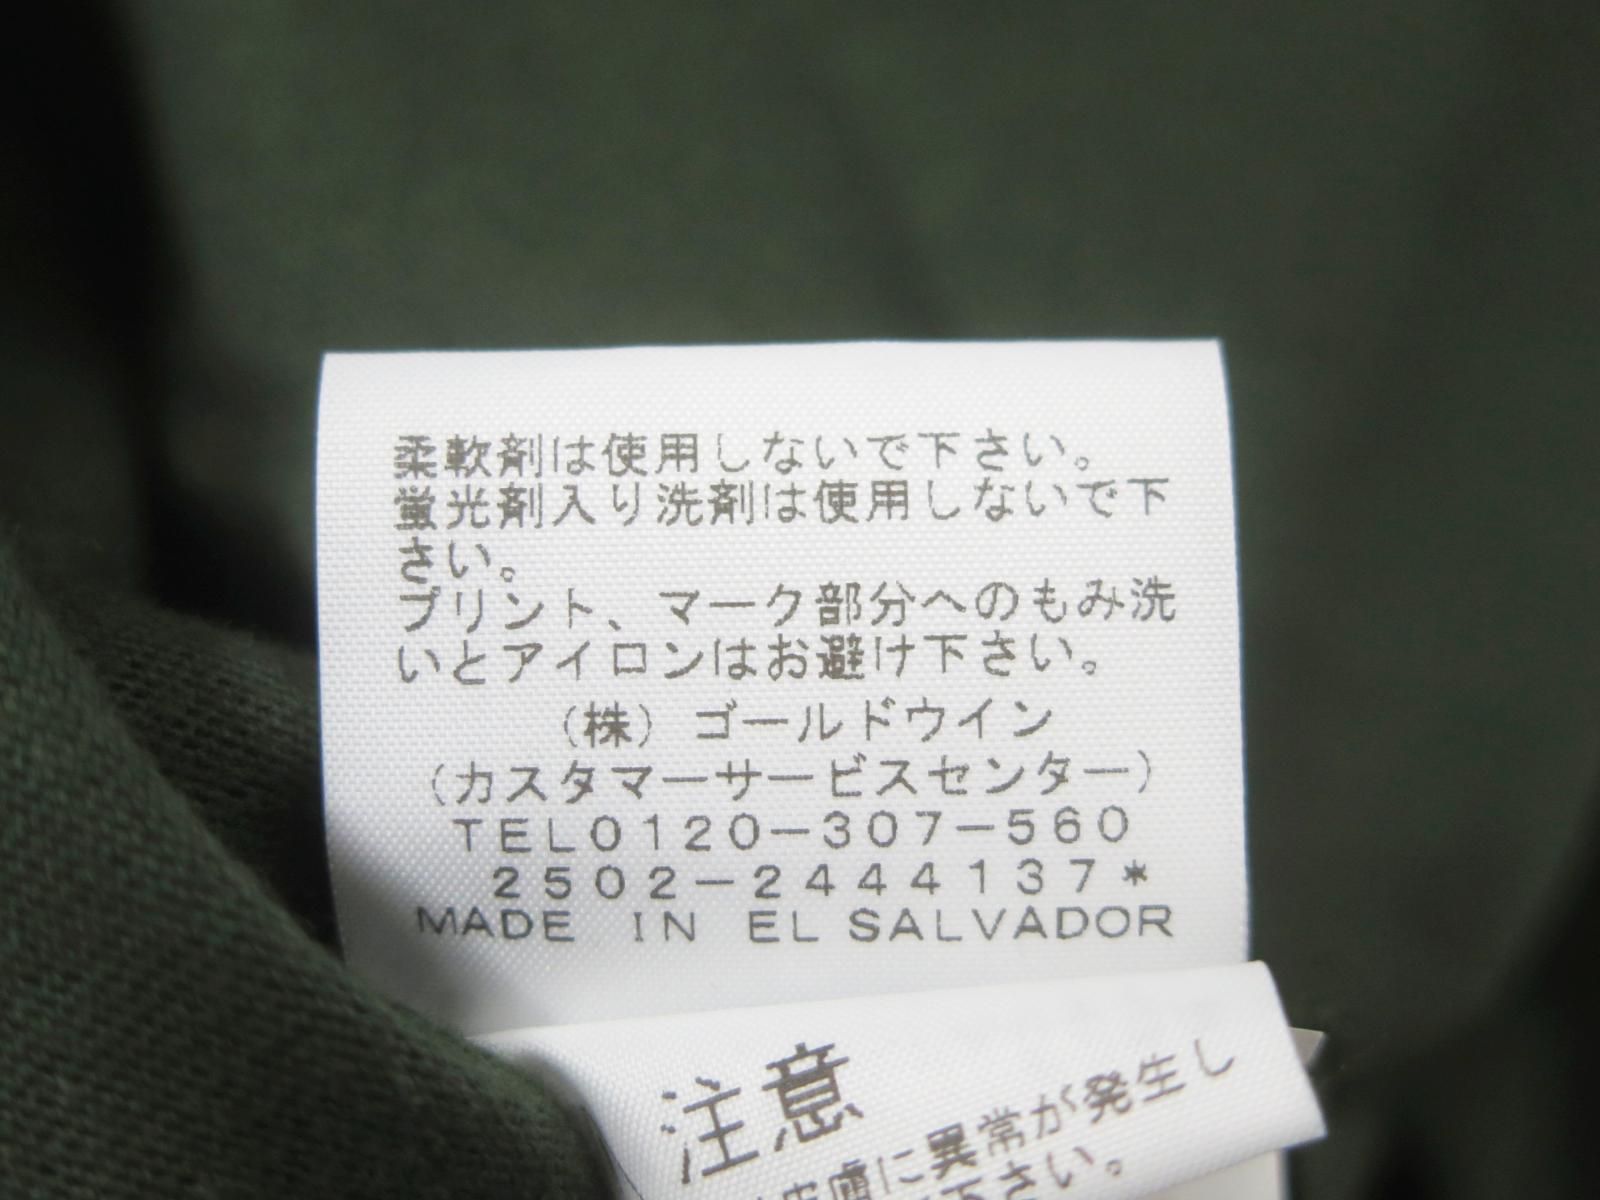 柔軟剤は使用しないで下さい。
蛍光剤入り洗剤は使用しないで下
さい。
プリント、マーク部分へのもみ洗
いとアイロンはお避け下さい。
(株) ゴールドウイン
(カスタマーサービスセンター)
TEL0120-307-560
2502-2444137*
MADE IN EL SALVADOR
注意
皮膚に異常が発生し
下さい。